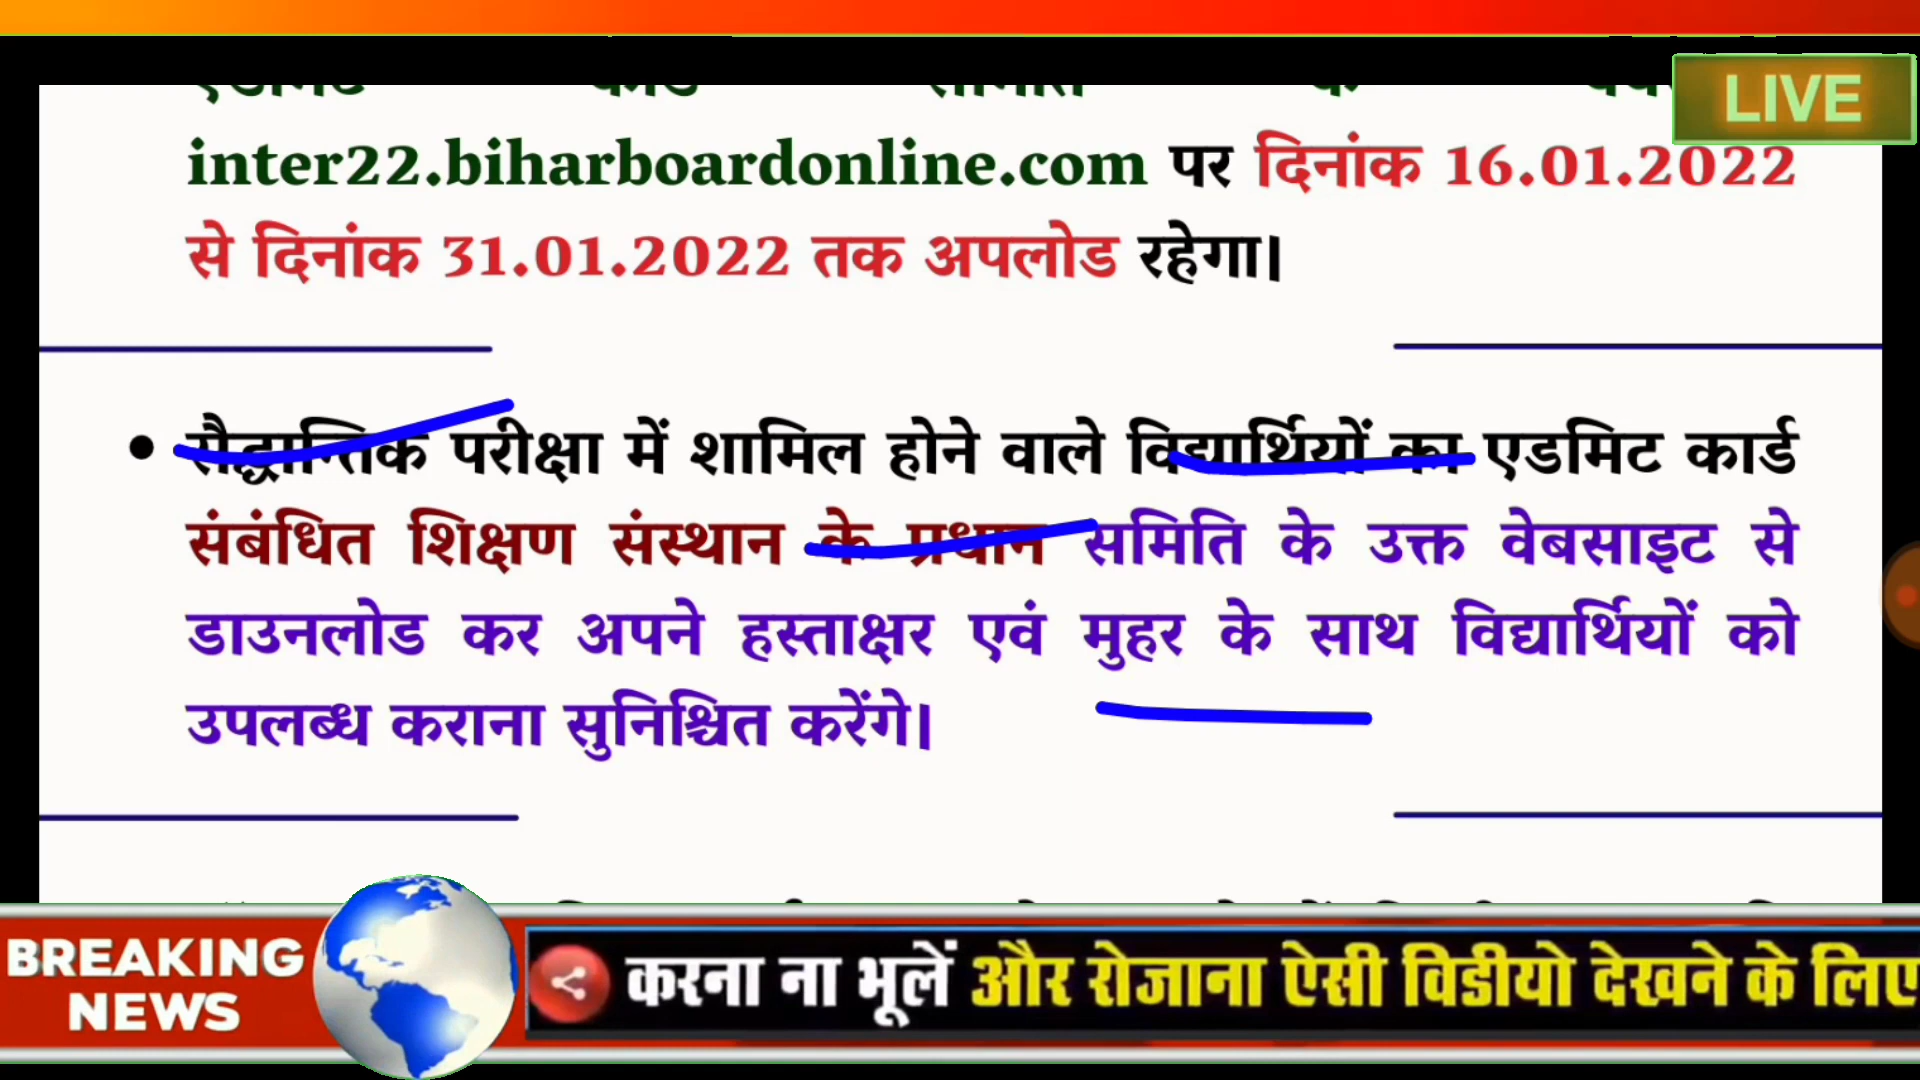 LIVE
inter22.biharboardonline.com पर दिनांक 16.01.2022
से दिनांक 31.01.2022 तक अपलोड रहेगा।
• सैद्धान्तिक परीक्षा में शामिल होने वाले विद्यार्थियों का एडमिट कार्ड
संबंधित शिक्षण संस्थान के प्रधान समिति के उक्त वेबसाइट से
डाउनलोड कर अपने हस्ताक्षर एवं मुहर के साथ विद्यार्थियों को
उपलब्ध कराना सुनिश्चित करेंगे।
BREAKING
NEWS
करना ना भूलें और रोजाना ऐसी विडीयो देखने के लिए